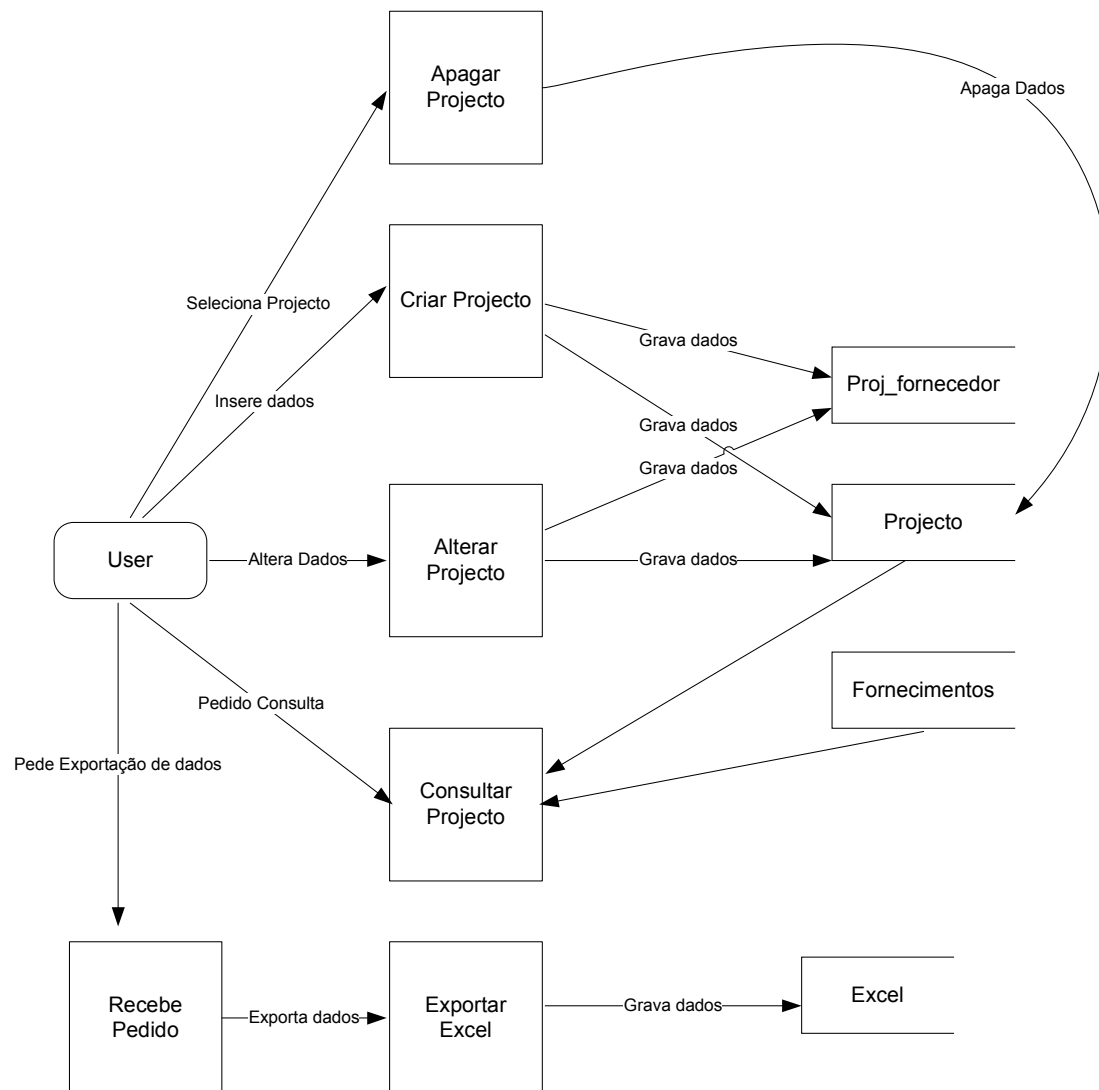 Apagar
Projecto
Apaga Dados
Seleciona Projecto
Criar Projecto
Grava dados
Proj_fornecedor
Insere dados
Grava dados
Grava dados
User
Altera Dados
Alterar
Projecto
Grava dados
Projecto
Pedido Consulta
Fornecimentos
Pede Exportação de dados
Consultar
Projecto
Recebe
Pedido
Exporta dados
Exportar
Excel
Grava dados
Excel